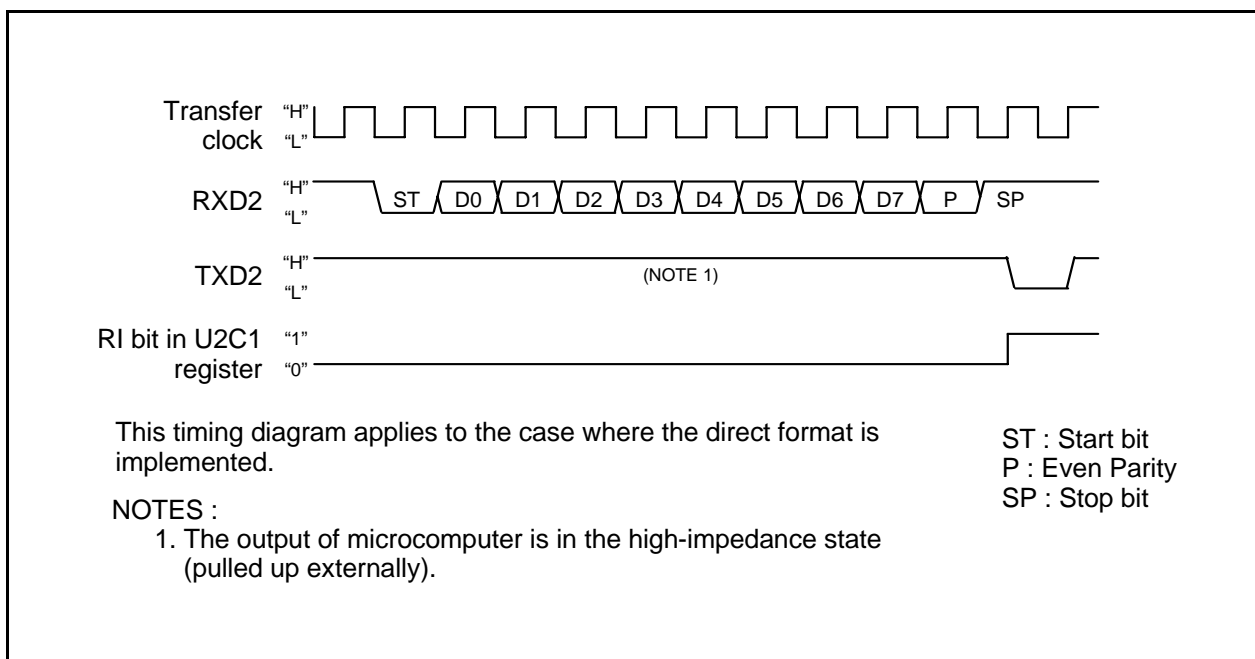 Transfer clock
“H”
“L”
RXD2
“H”
“L”
ST D0 D1 D2 D3 D4 D5 D6 D7 P SP
TXD2
“H”
“L”
(NOTE 1)
RI bit in U2C1 register
“1”
“0”
This timing diagram applies to the case where the direct format is
implemented.
NOTES :
1. The output of microcomputer is in the high-impedance state
(pulled up externally).
ST : Start bit
P : Even Parity
SP : Stop bit